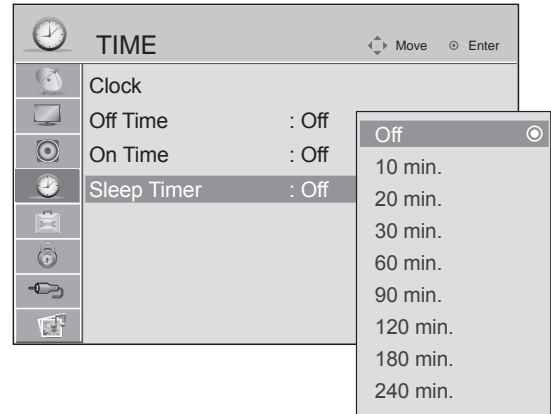 TIME
Move Enter
Clock
Off Time : Off
On Time : Off
Sleep Timer : Off
Off
10 min.
20 min.
30 min.
60 min.
90 min.
120 min.
180 min.
240 min.